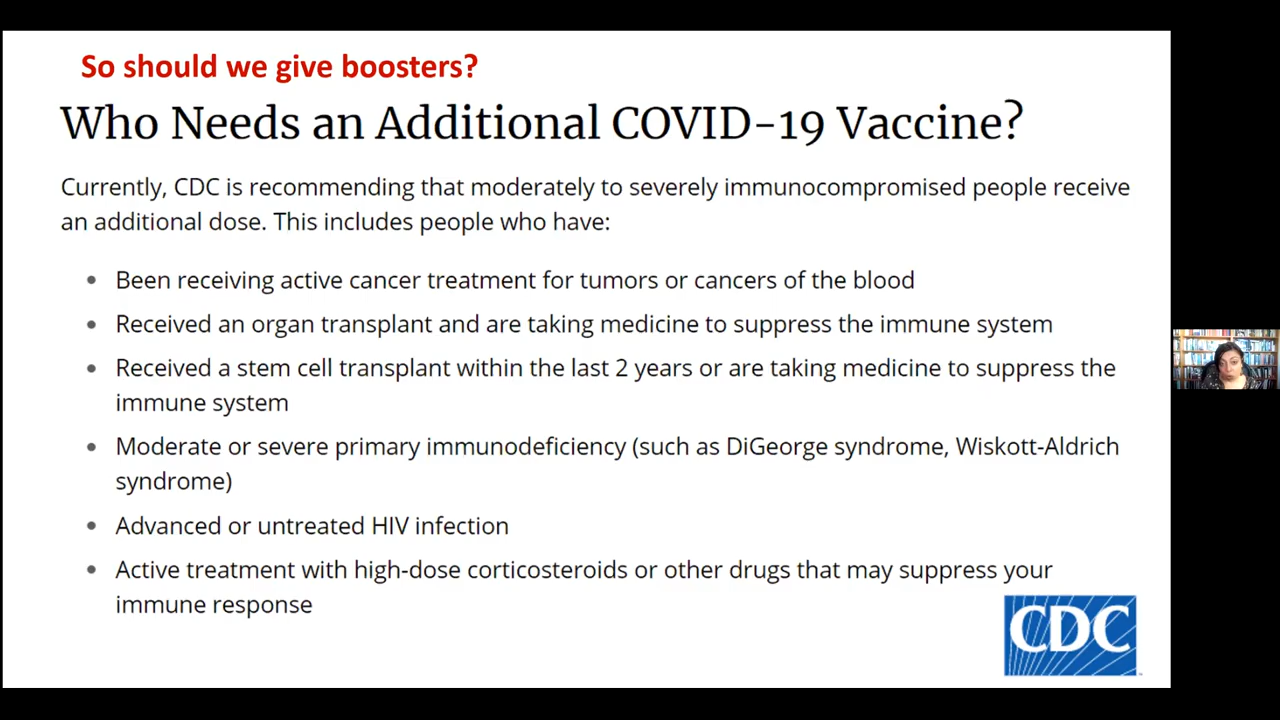 So should we give boosters?
Who Needs an Additional COVID-19 Vaccine?
Currently, CDC is recommending that moderately to severely immunocompromised people receive
an additional dose. This includes people who have:
• Been receiving active cancer treatment for tumors or cancers of the blood
• Received an organ transplant and are taking medicine to suppress the immune system
• Received a stem cell transplant within the last 2 years or are taking medicine to suppress the
immune system
• Moderate or severe primary immunodeficiency (such as DiGeorge syndrome, Wiskott-Aldrich
syndrome)
• Advanced or untreated HIV infection
• Active treatment with high-dose corticosteroids or other drugs that may suppress your
immune response
CDC